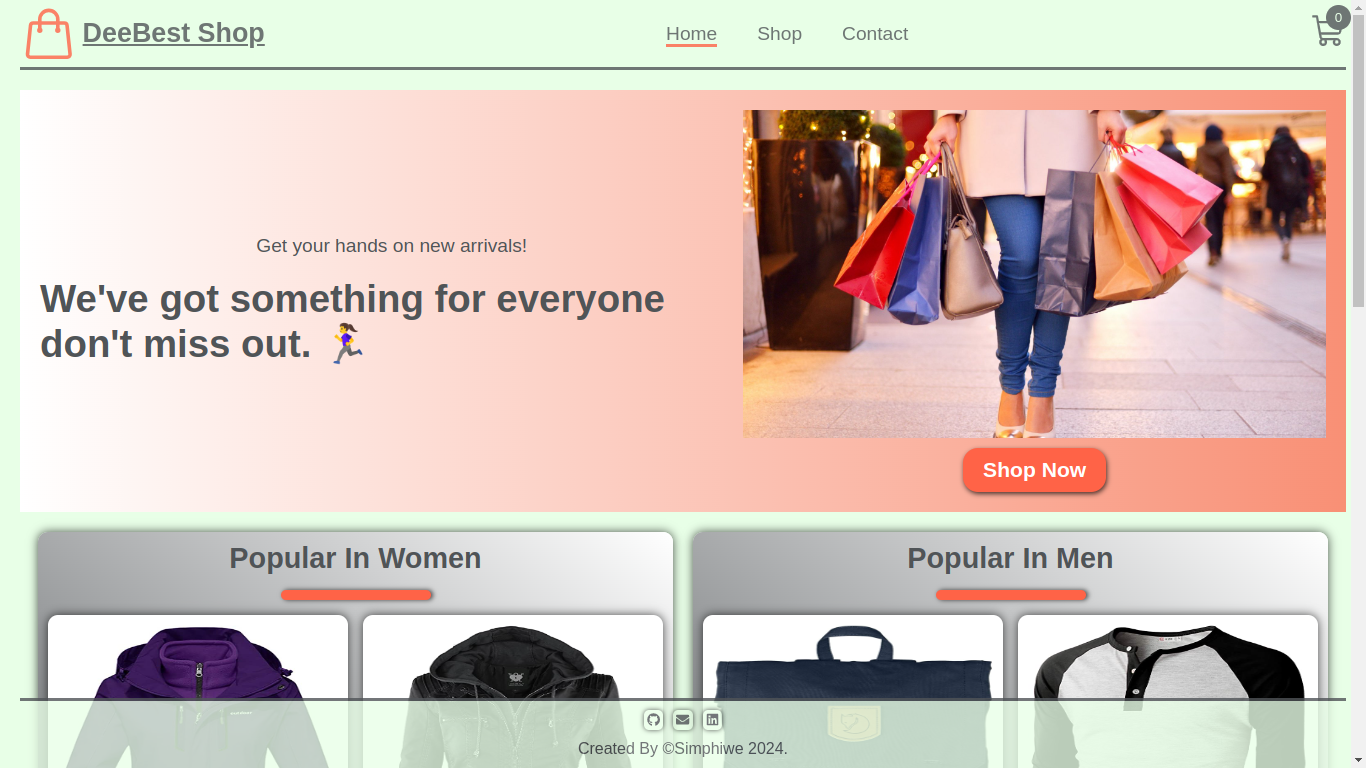 DeeBest Shop
Home
Shop
Contact
0
Get your hands on new arrivals!
We've got something for everyone
don't miss out. 🏃‍♀️
Shop Now
Popular In Women
Popular In Men
Created By ©Simphiwe 2024.